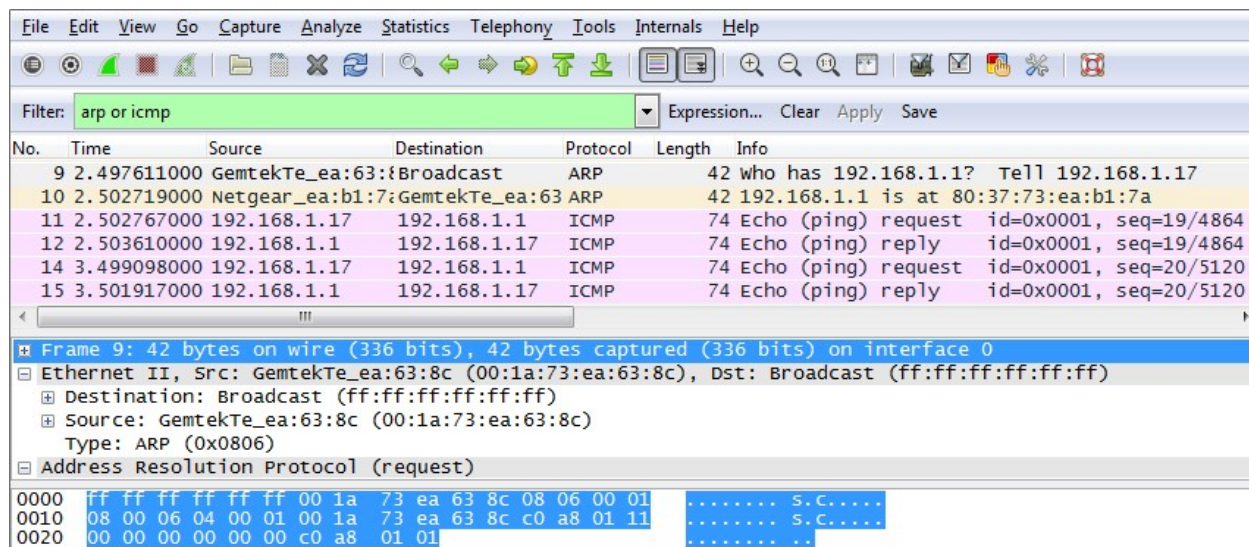 File Edit View Go Capture Analyze Statistics Telephony Tools Internals Help
Filter: arp or icmp Expression... Clear Apply Save
No. Time Source Destination Protocol Length Info
9 2.497611000 GemtekTe_ea:63:8 Broadcast ARP 42 Who has 192.168.1.1? Tell 192.168.1.17
10 2.502719000 Netgear_ea:b1:7a GemtekTe_ea:63 ARP 42 192.168.1.1 is at 80:37:73:ea:b1:7a
11 2.502767000 192.168.1.17 192.168.1.1 ICMP 74 Echo (ping) request id=0x0001, seq=19/4864
12 2.503610000 192.168.1.1 192.168.1.17 ICMP 74 Echo (ping) reply id=0x0001, seq=19/4864
14 3.499098000 192.168.1.17 192.168.1.1 ICMP 74 Echo (ping) request id=0x0001, seq=20/5120
15 3.501917000 192.168.1.1 192.168.1.17 ICMP 74 Echo (ping) reply id=0x0001, seq=20/5120
Frame 9: 42 bytes on wire (336 bits), 42 bytes captured (336 bits) on interface 0
Ethernet II, Src: GemtekTe_ea:63:8c (00:1a:73:ea:63:8c), Dst: Broadcast (ff:ff:ff:ff:ff:ff)
Destination: Broadcast (ff:ff:ff:ff:ff:ff)
Source: GemtekTe_ea:63:8c (00:1a:73:ea:63:8c)
Type: ARP (0x0806)
Address Resolution Protocol (request)
0000 ff ff ff ff ff ff 00 1a 73 ea 63 8c 08 06 00 01 ........ s.c.....
0010 08 00 06 04 00 01 00 1a 73 ea 63 8c c0 a8 01 11 ........ s.c.....
0020 00 00 00 00 00 00 c0 a8 01 01 ........ ..